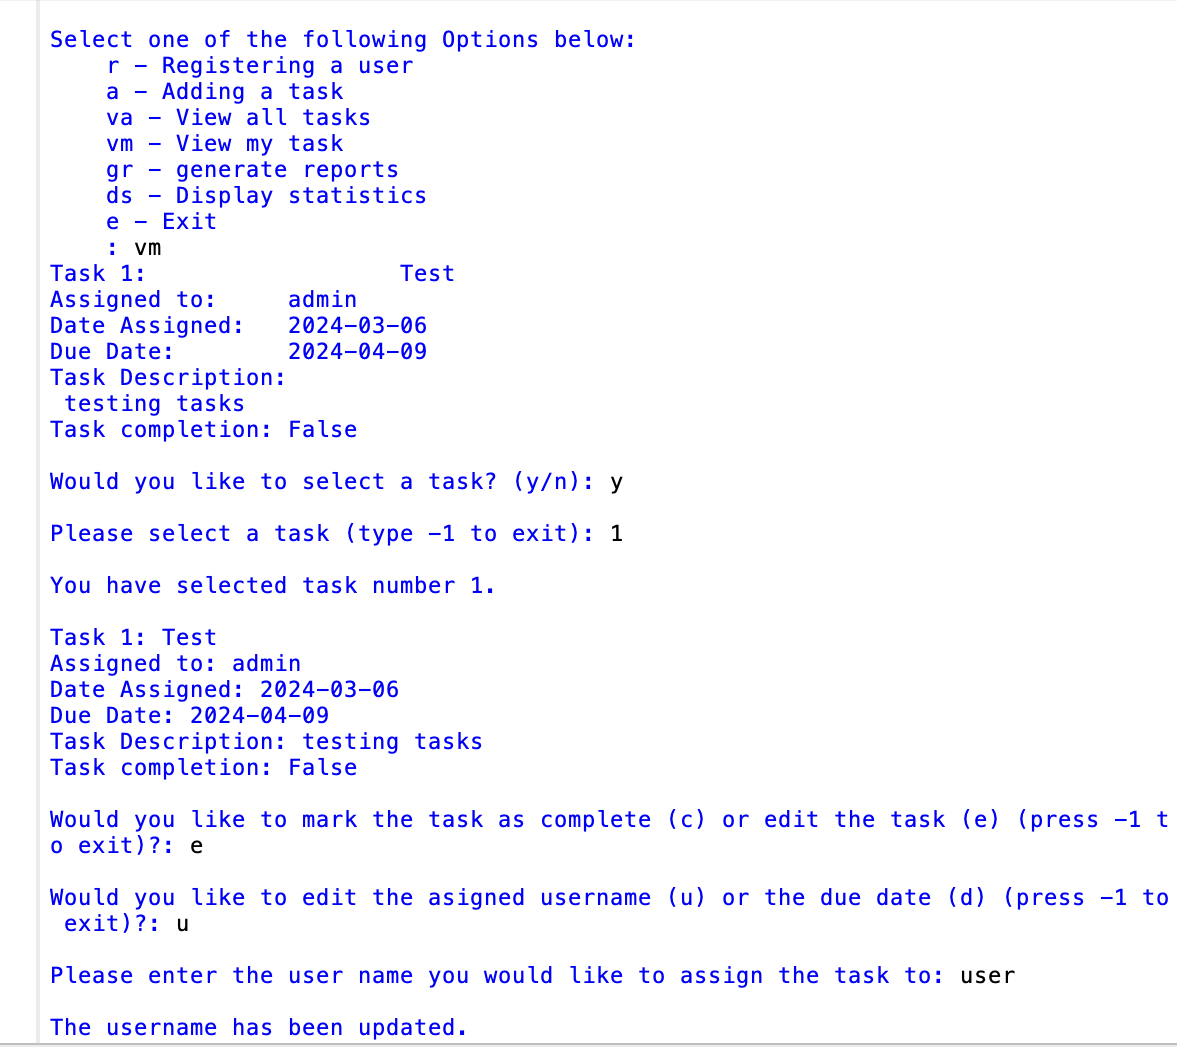 Select one of the following Options below:
    r – Registering a user
    a – Adding a task
    va – View all tasks
    vm – View my task
    gr – generate reports
    ds – Display statistics
    e – Exit
    : vm
Task 1:                  Test
Assigned to:     admin
Date Assigned:   2024-03-06
Due Date:        2024-04-09
Task Description:
 testing tasks
Task completion: False

Would you like to select a task? (y/n): y

Please select a task (type -1 to exit): 1

You have selected task number 1.

Task 1: Test
Assigned to: admin
Date Assigned: 2024-03-06
Due Date: 2024-04-09
Task Description: testing tasks
Task completion: False

Would you like to mark the task as complete (c) or edit the task (e) (press -1 t
o exit)?: e

Would you like to edit the asigned username (u) or the due date (d) (press -1 to
 exit)?: u

Please enter the user name you would like to assign the task to: user

The username has been updated.